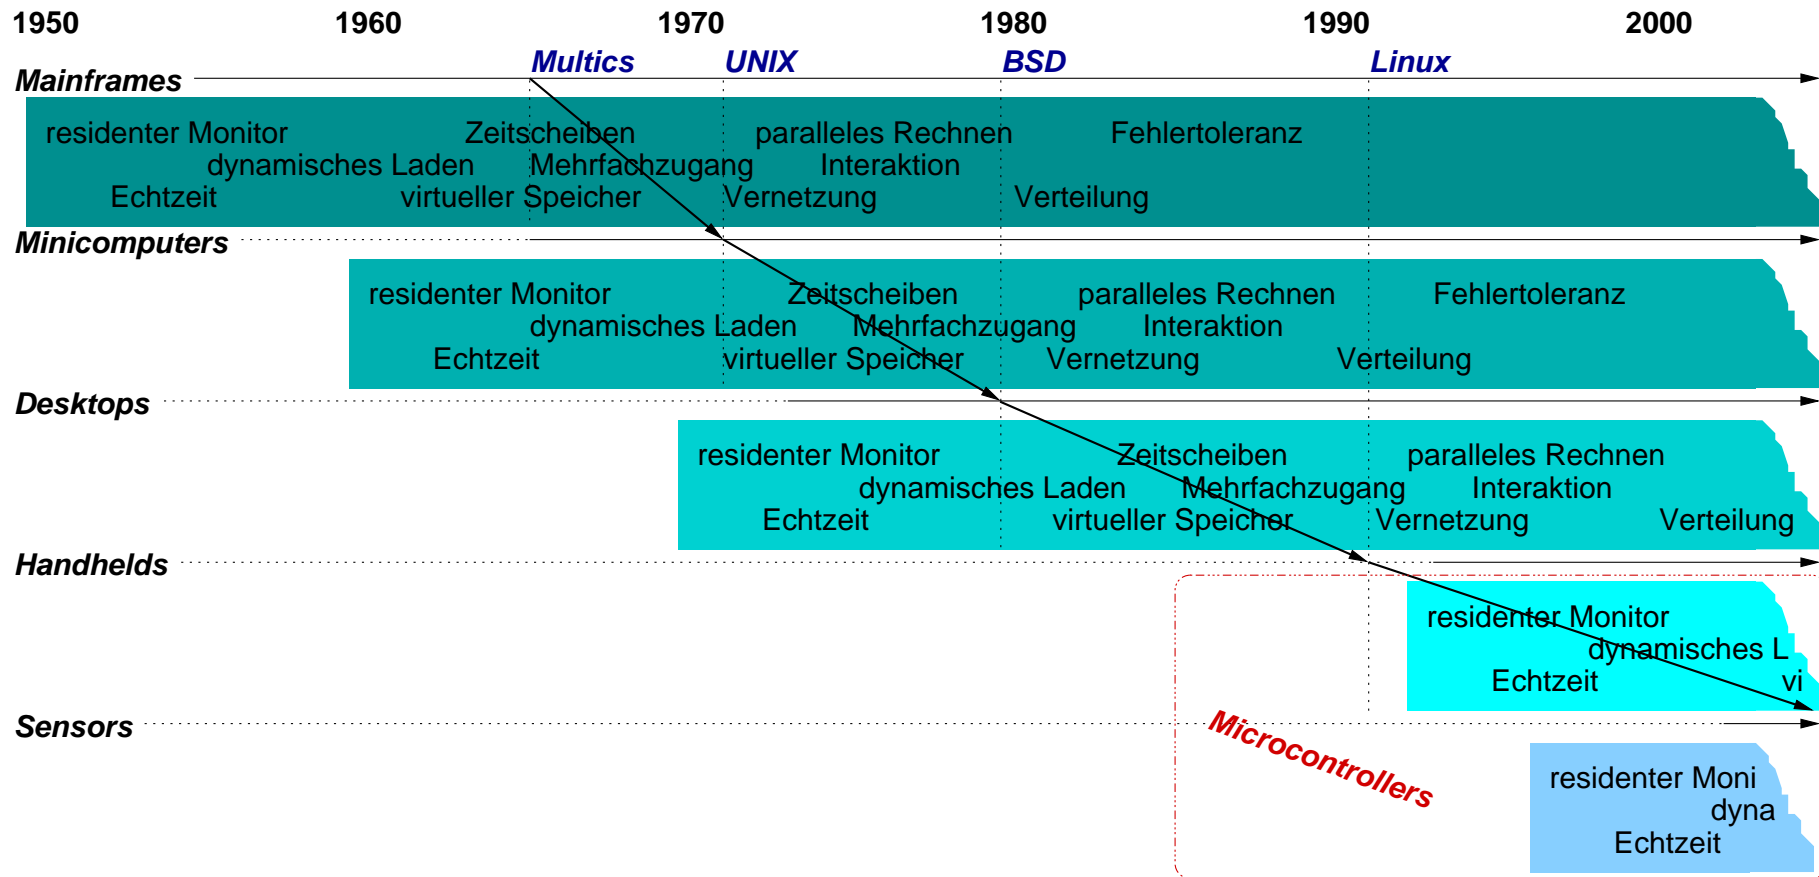 1950 1960 1970 1980 1990 2000
Multics UNIX BSD Linux
Mainframes
residenter Monitor Zeitscheiben paralleles Rechnen Fehlertoleranz
dynamisches Laden Mehrfachzugang Interaktion
Echtzeit virtueller Speicher Vernetzung Verteilung
Minicomputers
residenter Monitor Zeitscheiben paralleles Rechnen Fehlertoleranz
dynamisches Laden Mehrfachzugang Interaktion
Echtzeit virtueller Speicher Vernetzung Verteilung
Desktops
residenter Monitor Zeitscheiben paralleles Rechnen
dynamisches Laden Mehrfachzugang Interaktion
Echtzeit virtueller Speicher Vernetzung Verteilung
Handhelds
residenter Monitor
dynamisches L
Echtzeit vi
Sensors
Microcontrollers
residenter Moni
dyna
Echtzeit